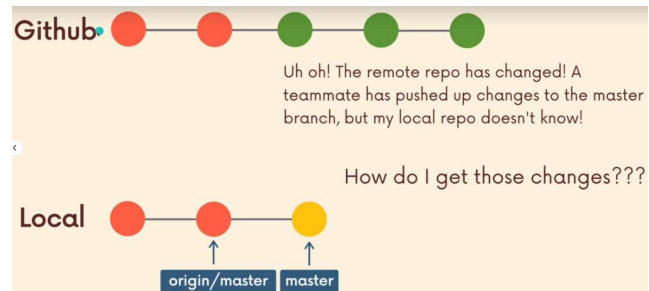 Github
Uh oh! The remote repo has changed! A
teammate has pushed up changes to the master
branch, but my local repo doesn't know!
How do I get those changes???
Local
origin/master
master